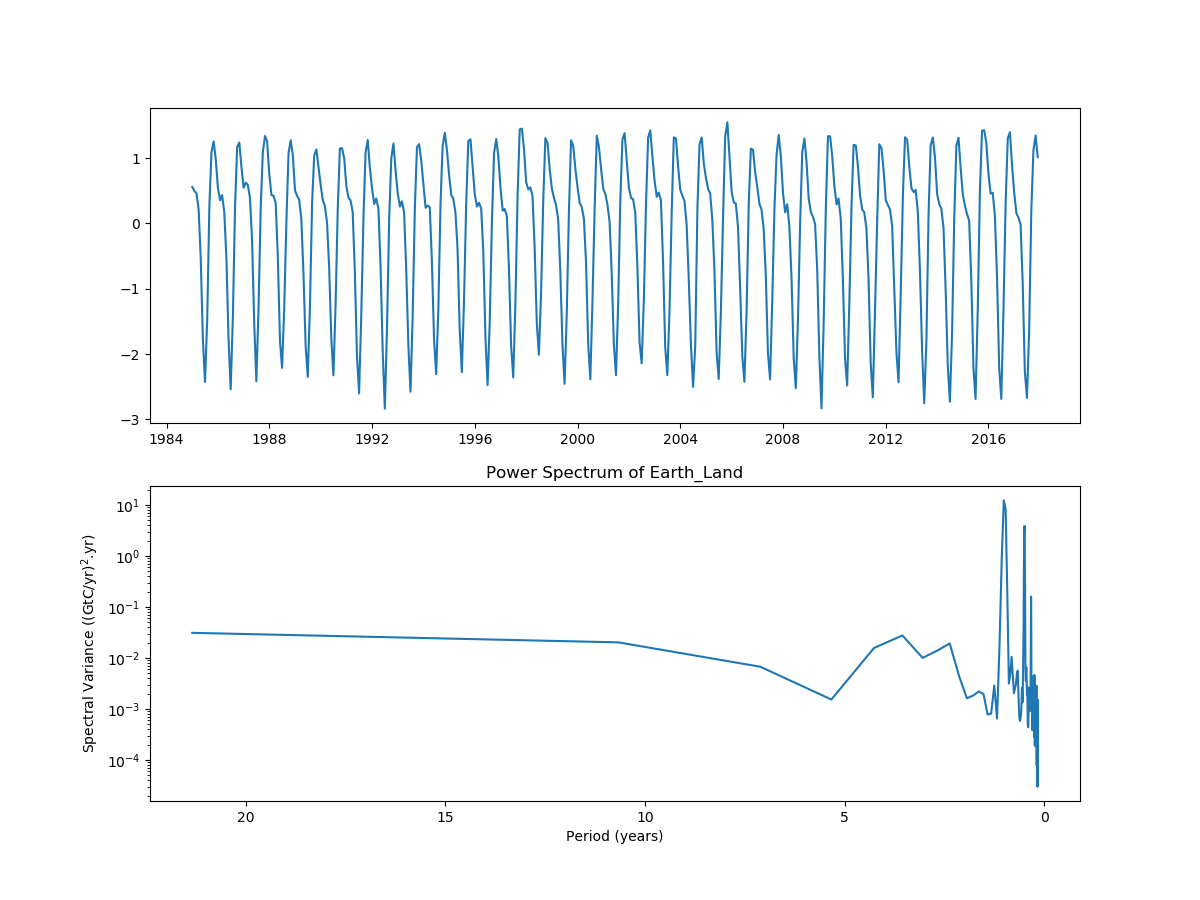 1
0
−1
−2
−3
1984 1988 1992 1996 2000 2004 2008 2012 2016
Power Spectrum of Earth_Land
Spectral Variance ((GtC/yr)².yr)
10¹
10⁰
10⁻¹
10⁻²
10⁻³
10⁻⁴
20 15 10 5 0
Period (years)